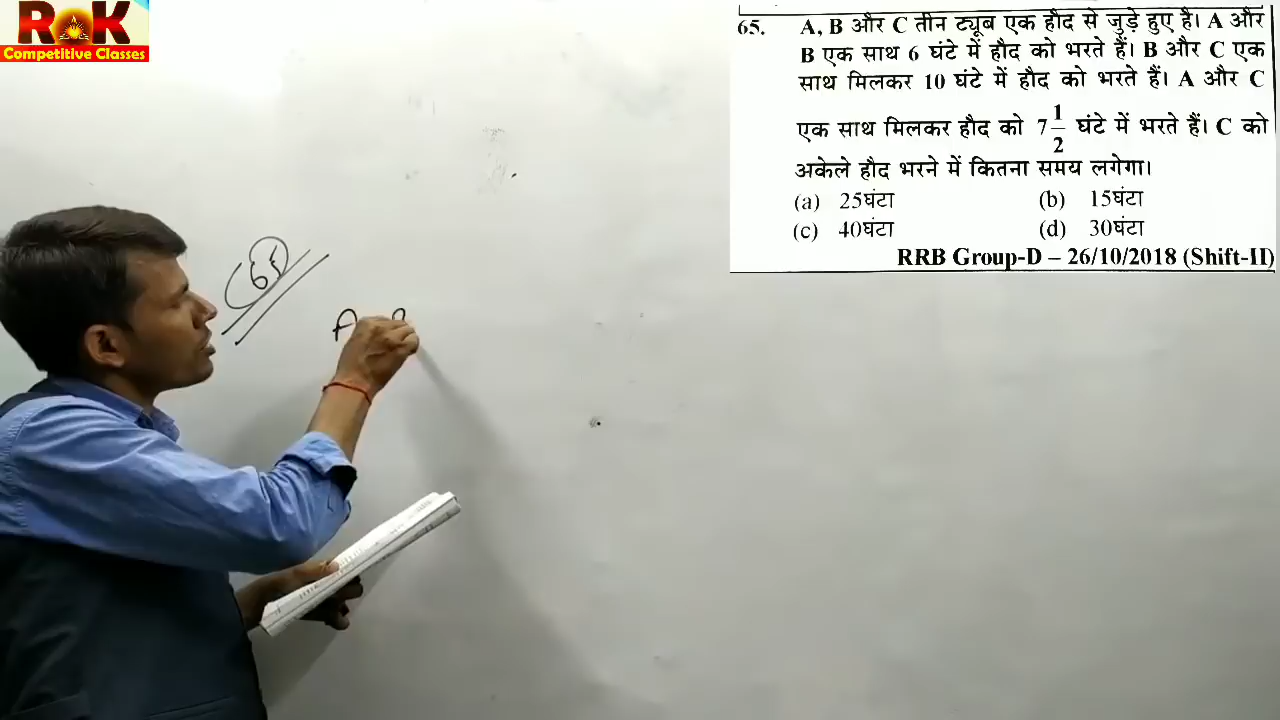 RK
Competitive Classes
65. A, B और C तीन ट्यूब एक हौद से जुड़े हुए है। A और
B एक साथ 6 घंटे में हौद को भरते हैं। B और C एक
साथ मिलकर 10 घंटे में हौद को भरते हैं। A और C
एक साथ मिलकर हौद को 7 1/2 घंटे में भरते हैं। C को
अकेले हौद भरने में कितना समय लगेगा।
(a) 25घंटा (b) 15घंटा
(c) 40घंटा (d) 30घंटा
RRB Group-D – 26/10/2018 (Shift-II)
65
A